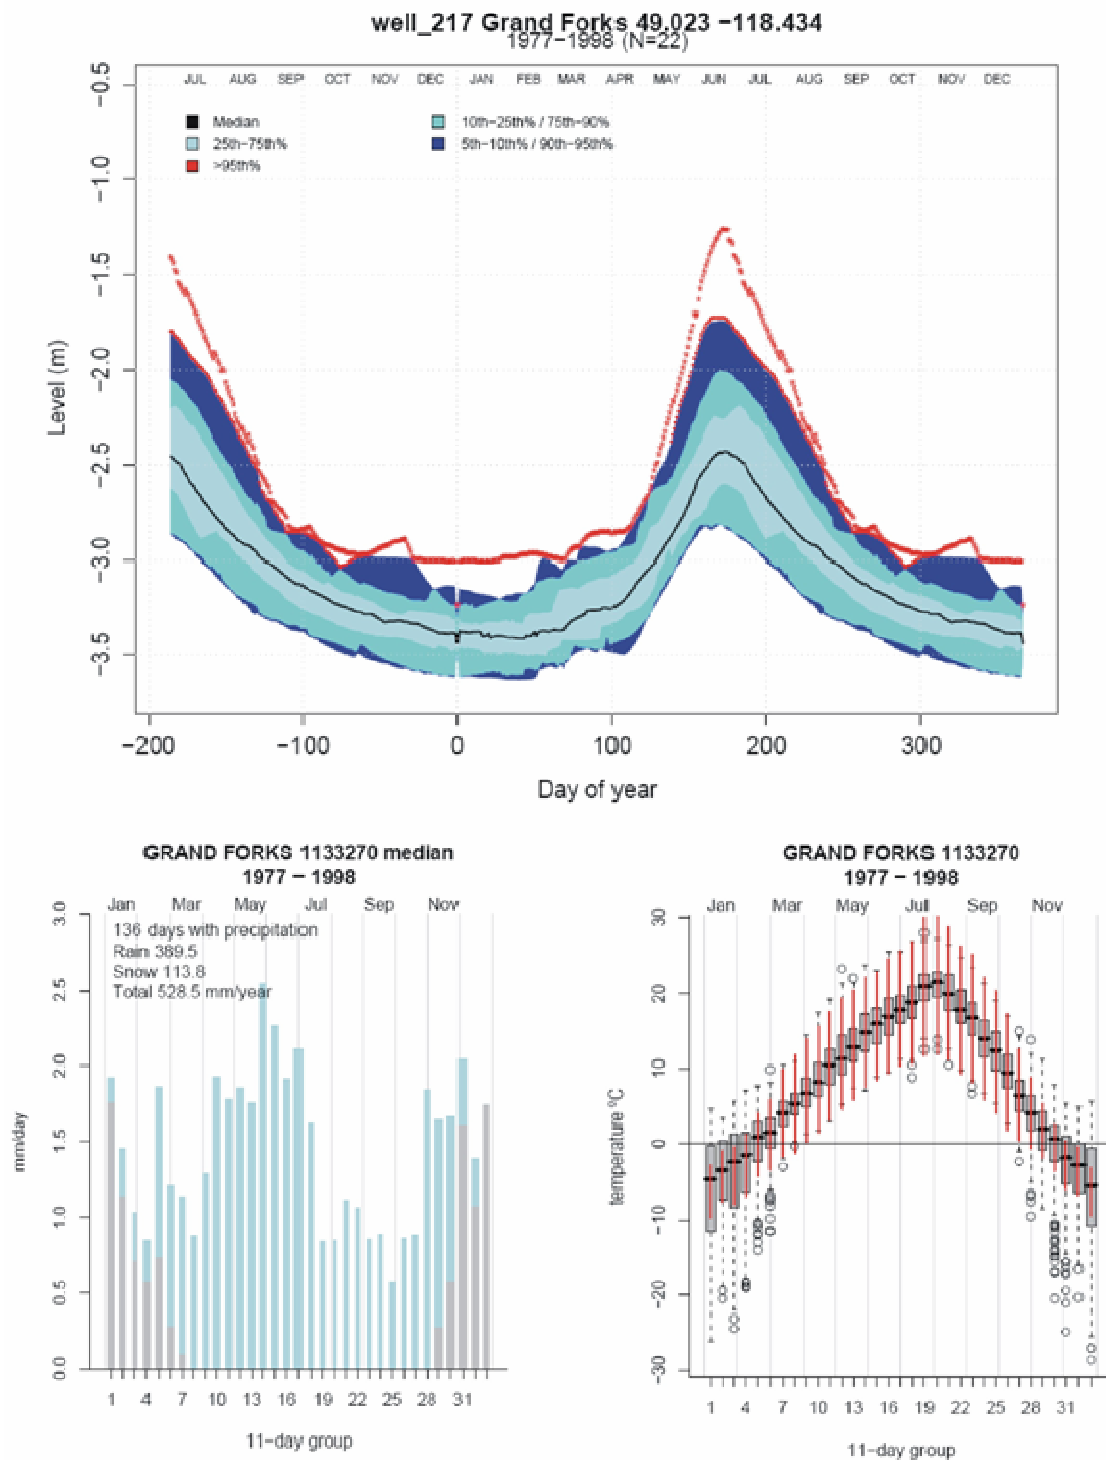 well_217 Grand Forks 49.023 −118.434
1977−1998 (N=22)
JUL AUG SEP OCT NOV DEC JAN FEB MAR APR MAY JUN JUL AUG SEP OCT NOV DEC
Median
25th−75th%
>95th%
10th−25th% / 75th−90%
5th−10th% / 90th−95th%
Level (m)
−0.5
−1.0
−1.5
−2.0
−2.5
−3.0
−3.5
−200 −100 0 100 200 300
Day of year
GRAND FORKS 1133270 median
1977 − 1998
Jan Mar May Jul Sep Nov
136 days with precipitation
Rain 389.5
Snow 113.8
Total 528.5 mm/year
mm/day
3.0
2.5
2.0
1.5
1.0
0.5
0.0
1 4 7 10 13 16 19 22 25 28 31
11−day group
GRAND FORKS 1133270
1977 − 1998
Jan Mar May Jul Sep Nov
temperature ºC
30
20
10
0
−10
−20
−30
1 4 7 10 13 16 19 22 25 28 31
11−day group